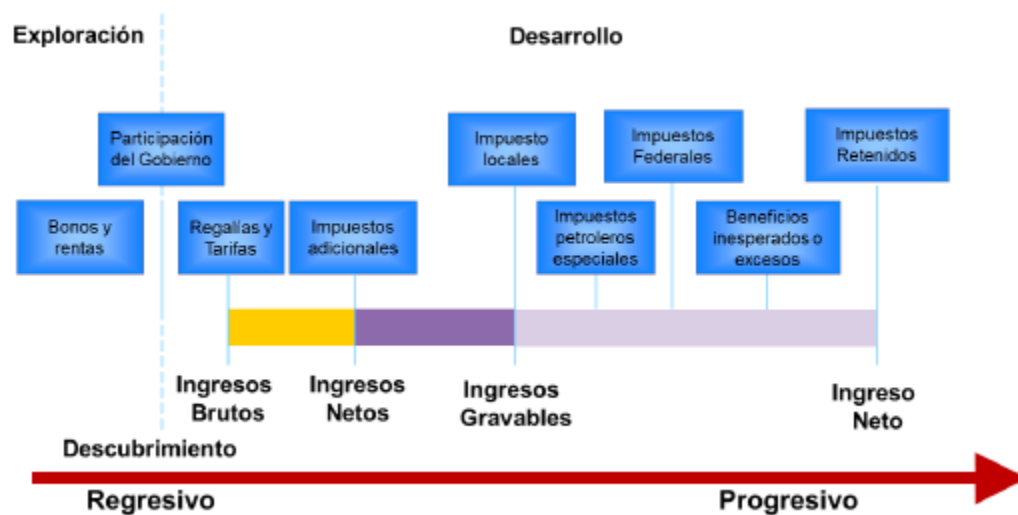 Exploración
Desarrollo
Participación
del Gobierno
Impuesto
locales
Impuestos
Federales
Impuestos
Retenidos
Bonos y
rentas
Regalías y
Tarifas
Impuestos
adicionales
Impuestos
petroleros
especiales
Beneficios
inesperados o
excesos
Ingresos
Brutos
Ingresos
Netos
Ingresos
Gravables
Ingreso
Neto
Descubrimiento
Regresivo
Progresivo